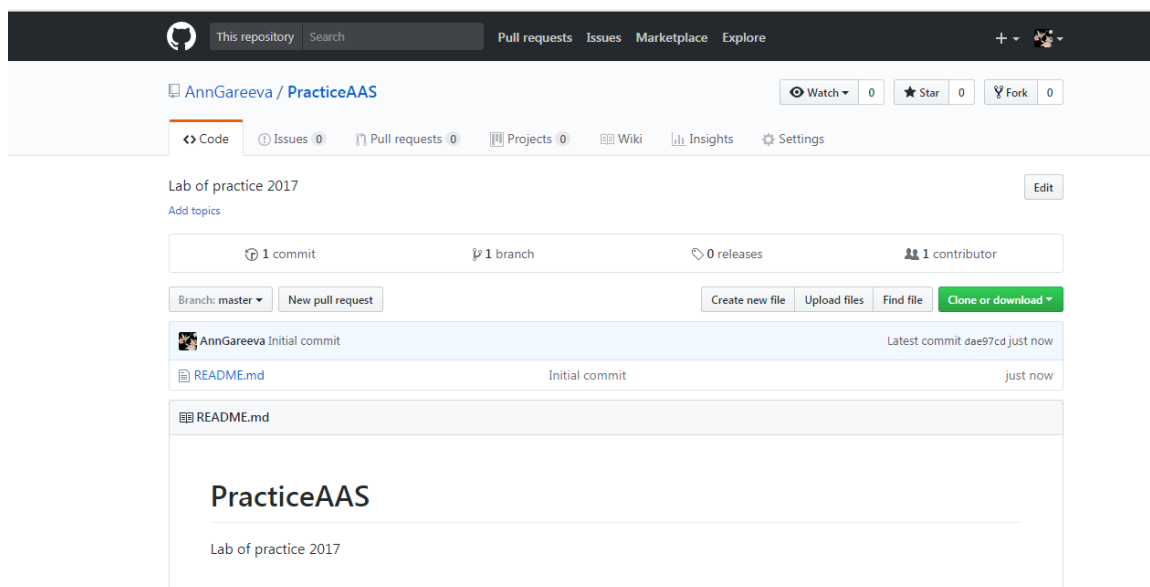 This repository Search Pull requests Issues Marketplace Explore
AnnGareeva / PracticeAAS Watch 0 Star 0 Fork 0
Code Issues 0 Pull requests 0 Projects 0 Wiki Insights Settings
Lab of practice 2017 Edit
Add topics
1 commit 1 branch 0 releases 1 contributor
Branch: master New pull request Create new file Upload files Find file Clone or download
AnnGareeva Initial commit Latest commit dae97cd just now
README.md Initial commit just now
README.md
PracticeAAS
Lab of practice 2017